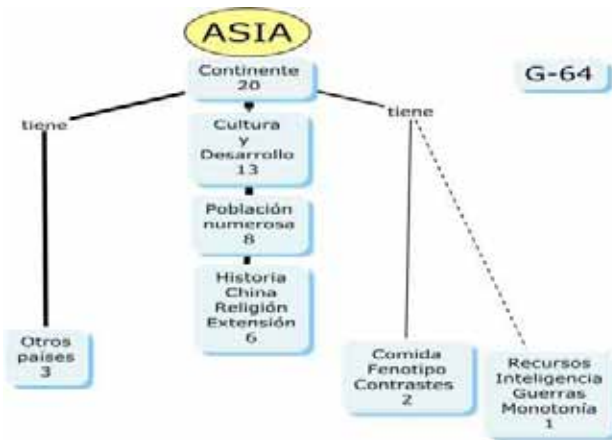 ASIA
Continente
20
G-64
tiene
tiene
Cultura
y
Desarrollo
13
Población
numerosa
8
Historia
China
Religión
Extensión
6
Otros
países
3
Comida
Fenotipo
Contrastes
2
Recursos
Inteligencia
Guerras
Monotonía
1